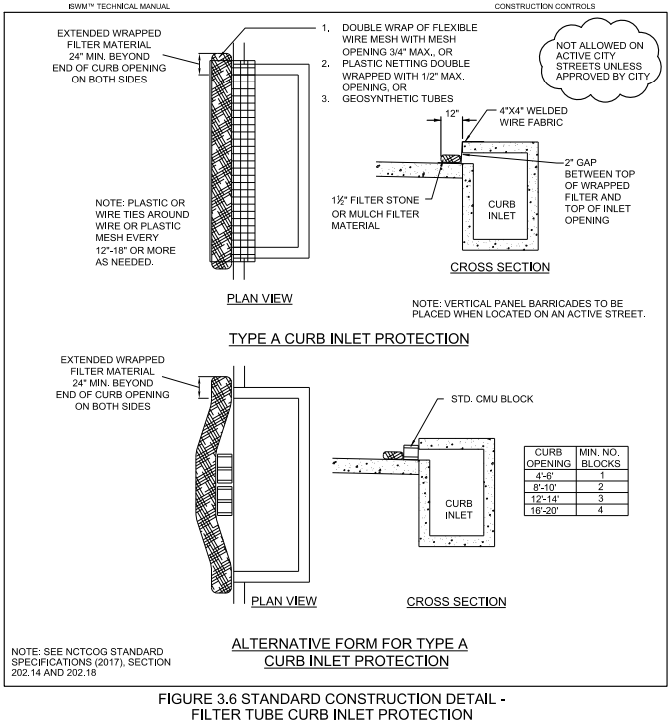 ISWM™ TECHNICAL MANUAL
CONSTRUCTION CONTROLS
EXTENDED WRAPPED
FILTER MATERIAL
24" MIN. BEYOND
END OF CURB OPENING
ON BOTH SIDES
1. DOUBLE WRAP OF FLEXIBLE
WIRE MESH WITH MESH
OPENING 3/4" MAX., OR
2. PLASTIC NETTING DOUBLE
WRAPPED WITH 1/2" MAX.
OPENING, OR
3. GEOSYNTHETIC TUBES
NOT ALLOWED ON
ACTIVE CITY
STREETS UNLESS
APPROVED BY CITY
12"
4"X4" WELDED
WIRE FABRIC
2" GAP
BETWEEN TOP
OF WRAPPED
FILTER AND
TOP OF INLET
OPENING
1½" FILTER STONE
OR MULCH FILTER
MATERIAL
CURB
INLET
NOTE: PLASTIC OR
WIRE TIES AROUND
WIRE OR PLASTIC
MESH EVERY
12"-18" OR MORE
AS NEEDED.
CROSS SECTION
PLAN VIEW
NOTE: VERTICAL PANEL BARRICADES TO BE
PLACED WHEN LOCATED ON AN ACTIVE STREET.
TYPE A CURB INLET PROTECTION
EXTENDED WRAPPED
FILTER MATERIAL
24" MIN. BEYOND
END OF CURB OPENING
ON BOTH SIDES
STD. CMU BLOCK
CURB OPENING MIN. NO. BLOCKS
4'-6' 1
8'-10' 2
12'-14' 3
16'-20' 4
CURB
INLET
PLAN VIEW
CROSS SECTION
ALTERNATIVE FORM FOR TYPE A
CURB INLET PROTECTION
NOTE: SEE NCTCOG STANDARD
SPECIFICATIONS (2017), SECTION
202.14 AND 202.18
FIGURE 3.6 STANDARD CONSTRUCTION DETAIL -
FILTER TUBE CURB INLET PROTECTION